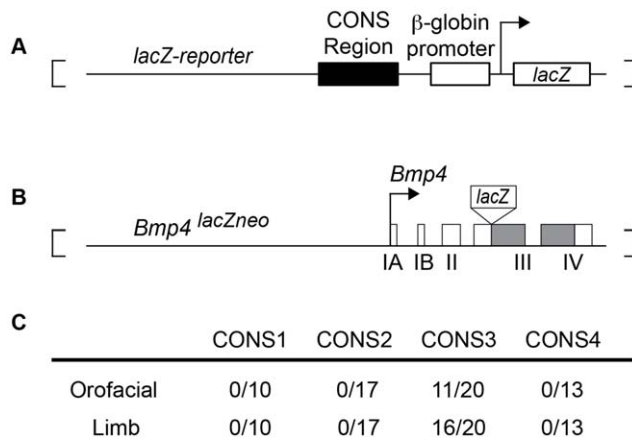 A
lacZ-reporter
CONS
Region
β-globin
promoter
lacZ
B
Bmp4 lacZneo
Bmp4
lacZ
IA IB II III IV
C
CONS1 CONS2 CONS3 CONS4
Orofacial 0/10 0/17 11/20 0/13
Limb 0/10 0/17 16/20 0/13